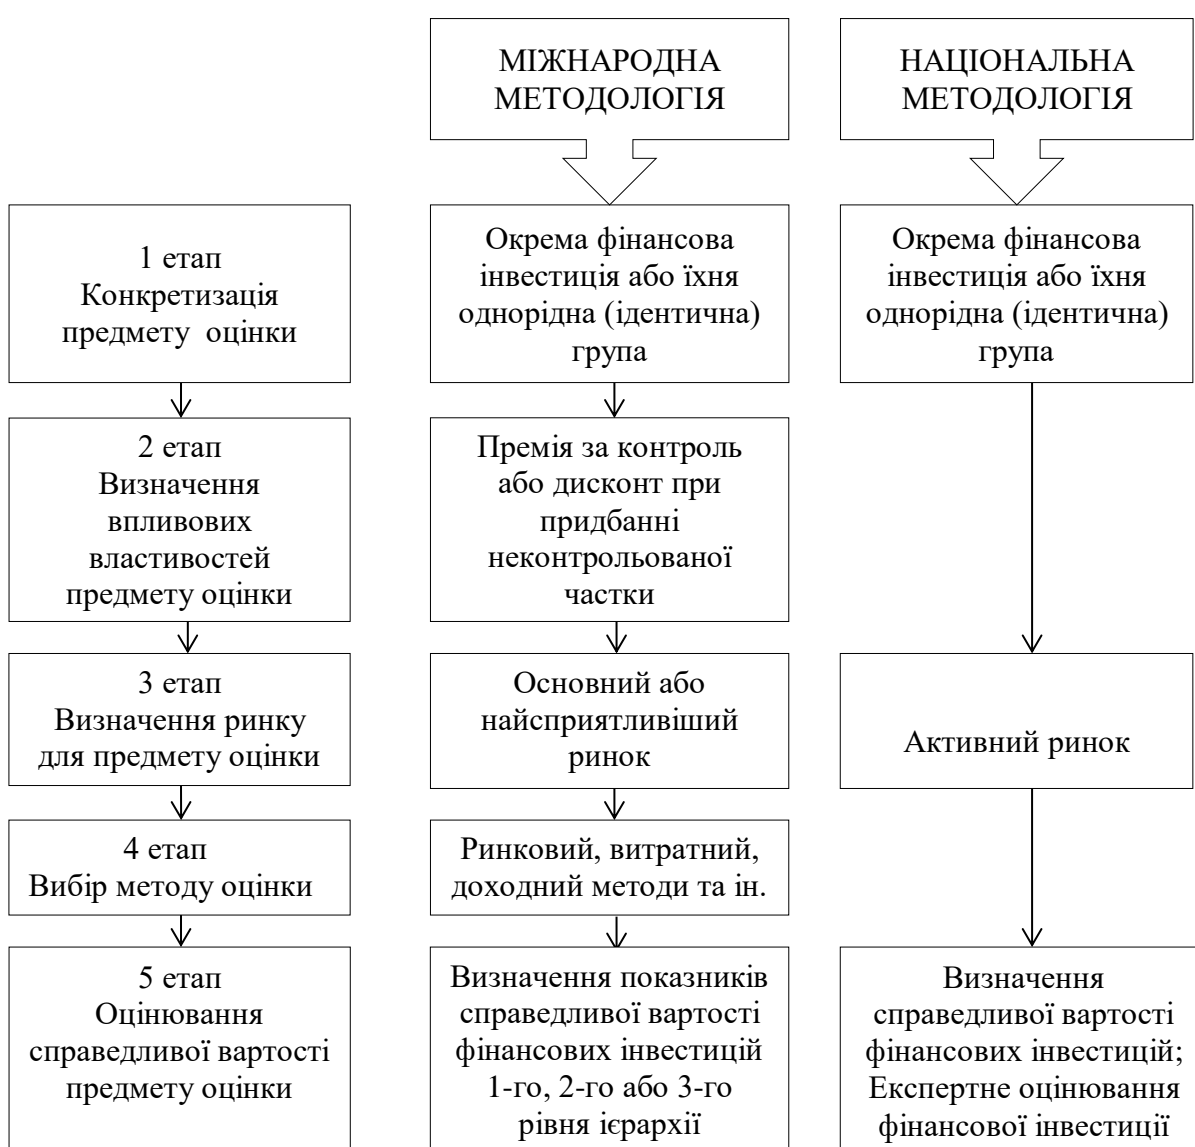 МІЖНАРОДНА
МЕТОДОЛОГІЯ
НАЦІОНАЛЬНА
МЕТОДОЛОГІЯ
1 етап
Конкретизація
предмету оцінки
Окрема фінансова
інвестиція або їхня
однорідна (ідентична)
група
Окрема фінансова
інвестиція або їхня
однорідна (ідентична)
група
2 етап
Визначення
впливових
властивостей
предмету оцінки
Премія за контроль
або дисконт при
придбанні
неконтрольованої
частки
3 етап
Визначення ринку
для предмету оцінки
Основний або
найсприятливіший
ринок
Активний ринок
4 етап
Вибір методу оцінки
Ринковий, витратний,
доходний методи та ін.
5 етап
Оцінювання
справедливої вартості
предмету оцінки
Визначення показників
справедливої вартості
фінансових інвестицій
1-го, 2-го або 3-го
рівня ієрархії
Визначення
справедливої вартості
фінансових інвестицій;
Експертне оцінювання
фінансової інвестиції